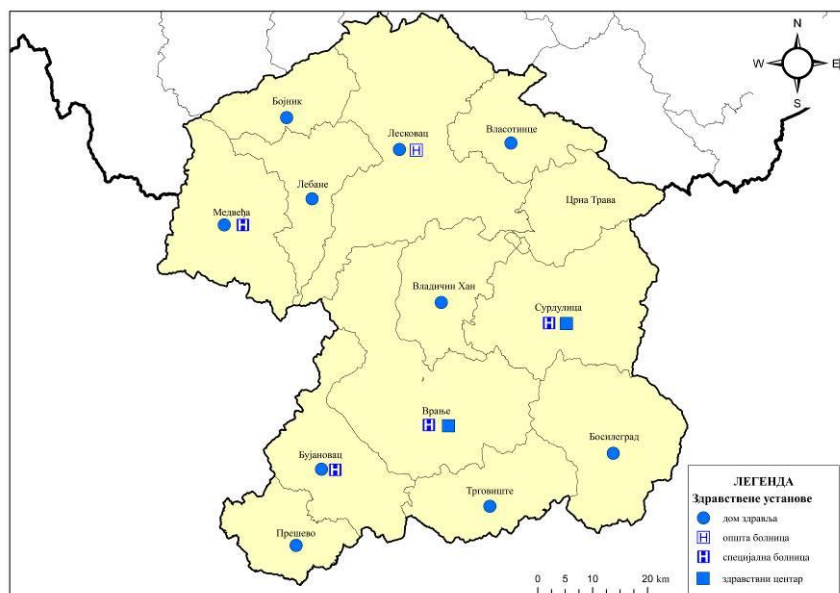 N
W E
S
Бојник
Лесковац
Власотинце
Лебане
Црна Трава
Медвеђа
Владичин Хан
Сурдулица
Врање
Босилеград
Бујановац
Трговиште
Прешево
ЛЕГЕНДА
Здравствене установе
дом здравља
H општа болница
H специјална болница
здравствни центар
0 5 10 20 km